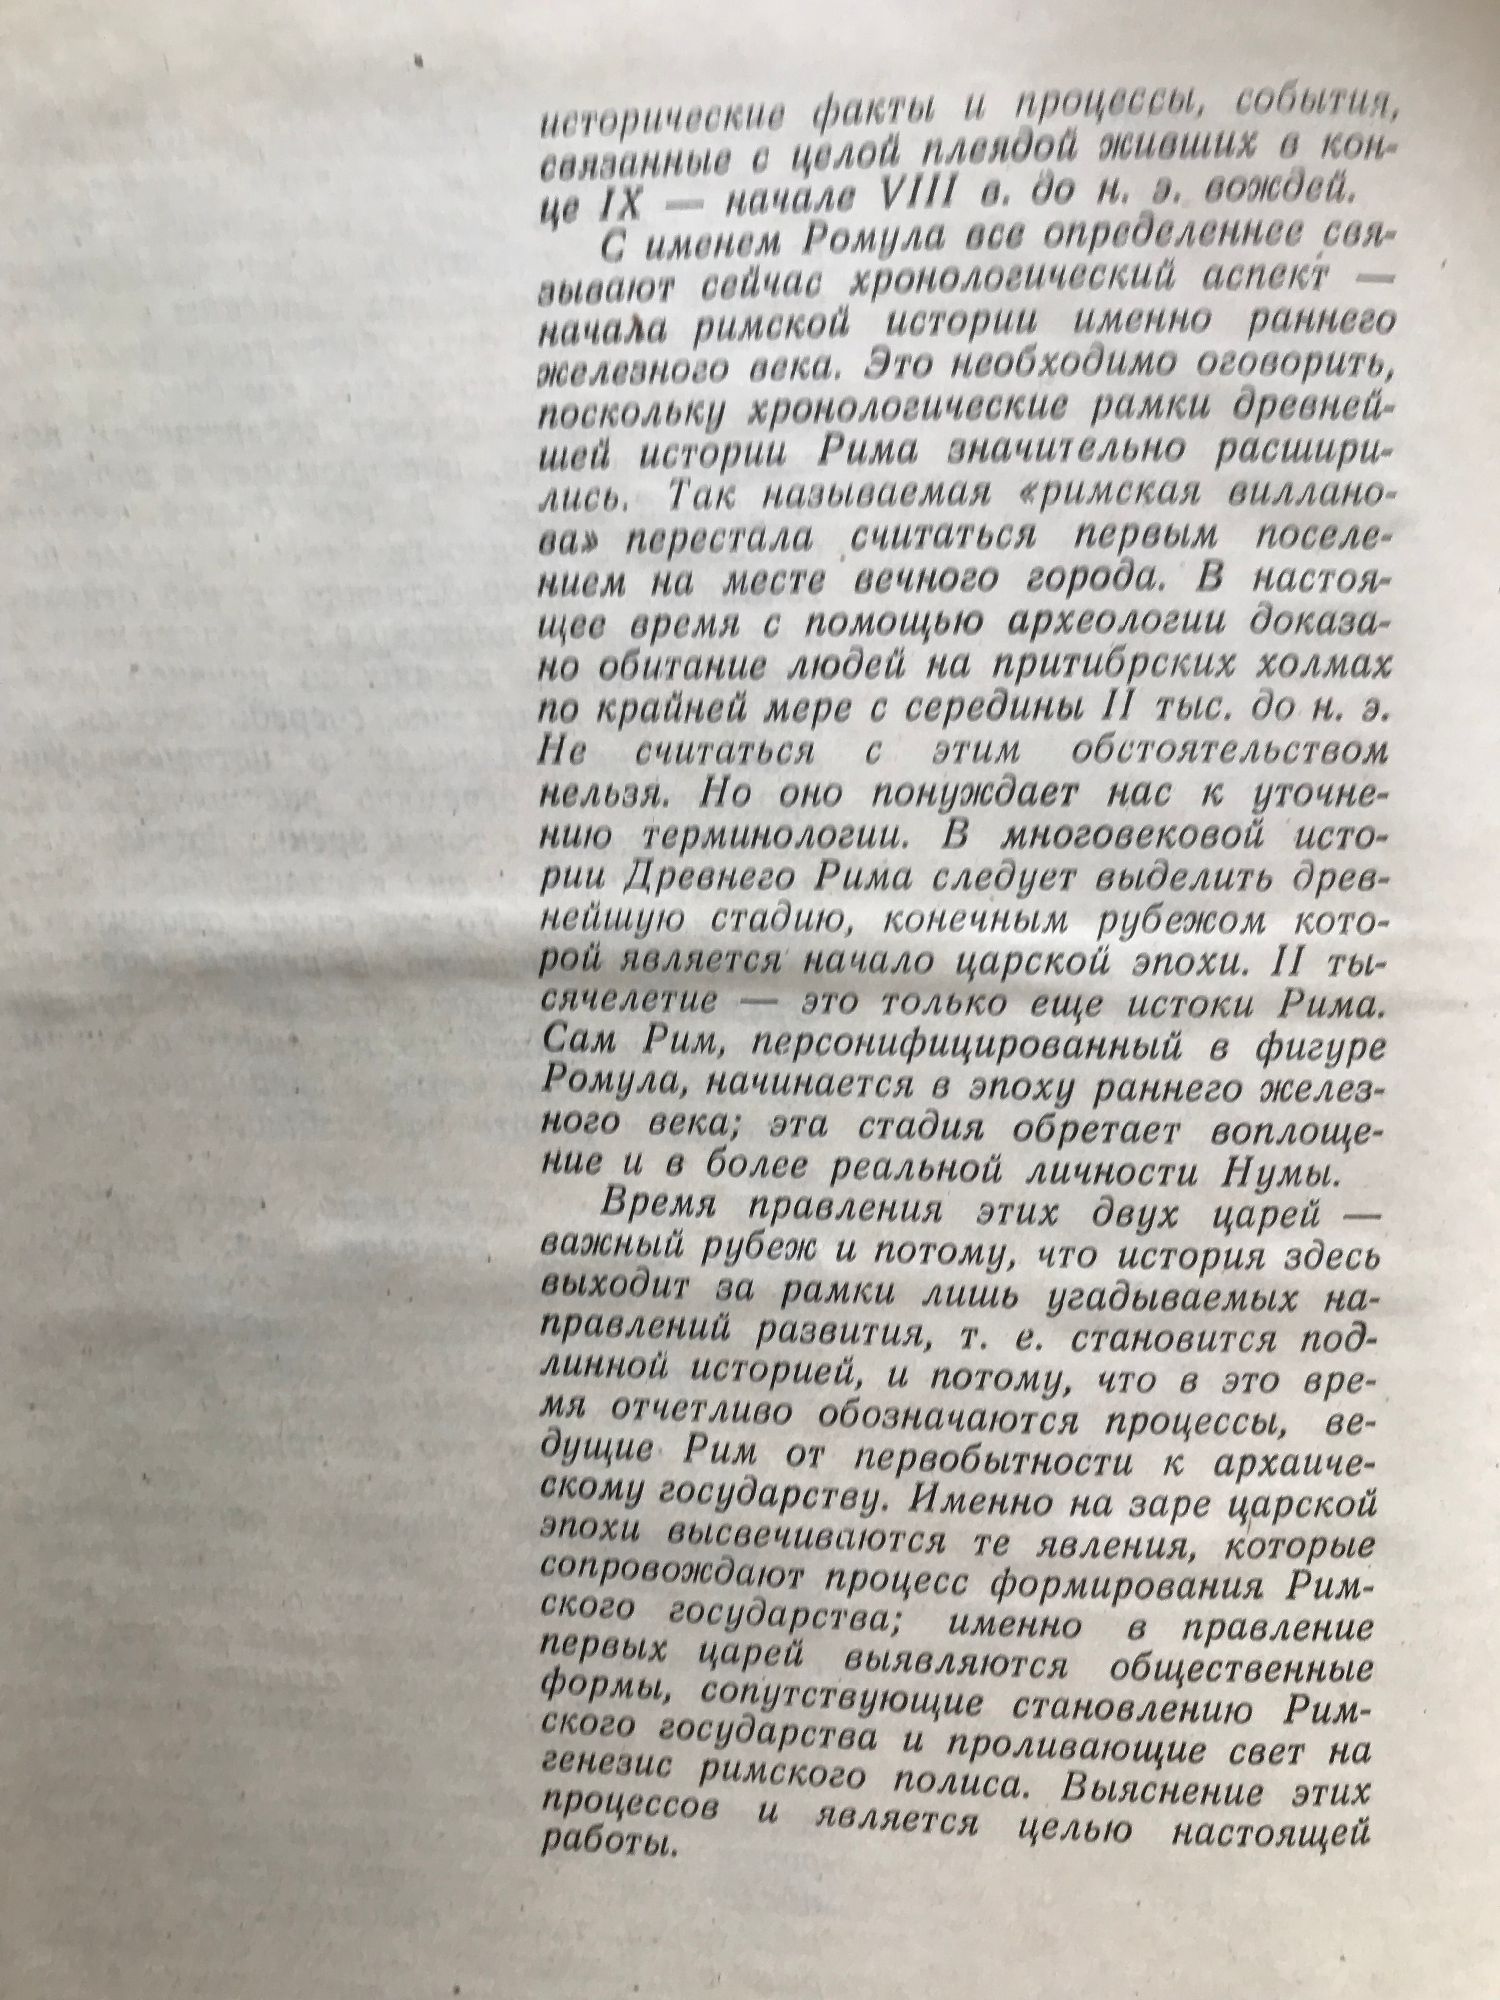 исторические факты и процессы, события,
связанные с целой плеядой живших в кон-
це IX — начале VIII в. до н. э. вождей.
С именем Ромула все определеннее свя-
зывают сейчас хронологический аспект —
начала римской истории именно раннего
железного века. Это необходимо оговорить,
поскольку хронологические рамки древней-
шей истории Рима значительно расшири-
лись. Так называемая «римская виллано-
ва» перестала считаться первым поселе-
нием на месте вечного города. В настоя-
щее время с помощью археологии доказа-
но обитание людей на притибрских холмах
по крайней мере с середины II тыс. до н. э.
Не считаться с этим обстоятельством
нельзя. Но оно понуждает нас к уточне-
нию терминологии. В многовековой исто-
рии Древнего Рима следует выделить древ-
нейшую стадию, конечным рубежом кото-
рой является начало царской эпохи. II ты-
сячелетие — это только еще истоки Рима.
Сам Рим, персонифицированный в фигуре
Ромула, начинается в эпоху раннего желез-
ного века; эта стадия обретает воплоще-
ние и в более реальной личности Нумы.
Время правления этих двух царей —
важный рубеж и потому, что история здесь
выходит за рамки лишь угадываемых на-
правлений развития, т. е. становится под-
линной историей, и потому, что в это вре-
мя отчетливо обозначаются процессы, ве-
дущие Рим от первобытности к архаиче-
скому государству. Именно на заре царской
эпохи высвечиваются те явления, которые
сопровождают процесс формирования Рим-
ского государства; именно в правление
первых царей выявляются общественные
формы, сопутствующие становлению Рим-
ского государства и проливающие свет на
генезис римского полиса. Выяснение этих
процессов и является целью настоящей
работы.